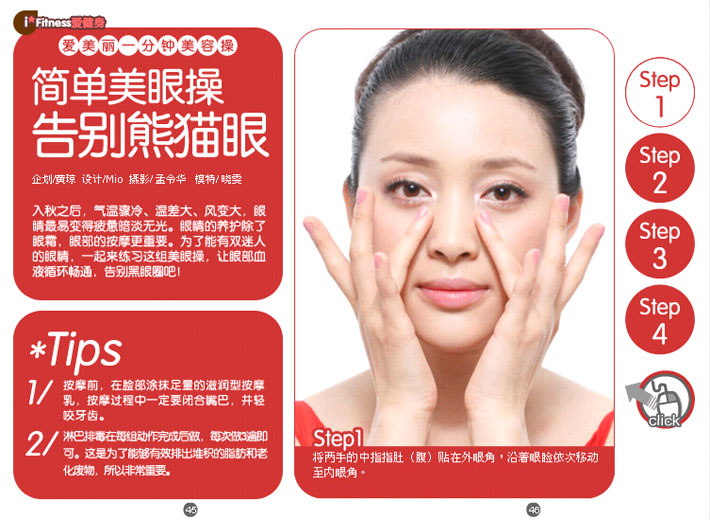 i*Fitness爱健身
爱美丽一分钟美容操
简单美眼操
告别熊猫眼
企划/黄琼 设计/Mio 摄影/孟令华 模特/晓雯
入秋之后，气温骤冷、温差大、风变大，眼
睛最易变得疲惫暗淡无光。眼睛的养护除了
眼霜，眼部的按摩更重要。为了能有双迷人
的眼睛，一起来练习这组美眼操，让眼部血
液循环畅通，告别黑眼圈吧！
*Tips
1/ 按摩前，在脸部涂抹足量的滋润型按摩
乳，按摩过程中一定要闭合嘴巴，并轻
咬牙齿。
2/ 淋巴排毒在每组动作完成后做，每次做3遍即
可。这是为了能够有效排出堆积的脂肪和老
化废物，所以非常重要。
45
Step1
将两手的中指指肚（腹）贴在外眼角，沿着眼睑依次移动
至内眼角。
46
Step
1
Step
2
Step
3
Step
4
click